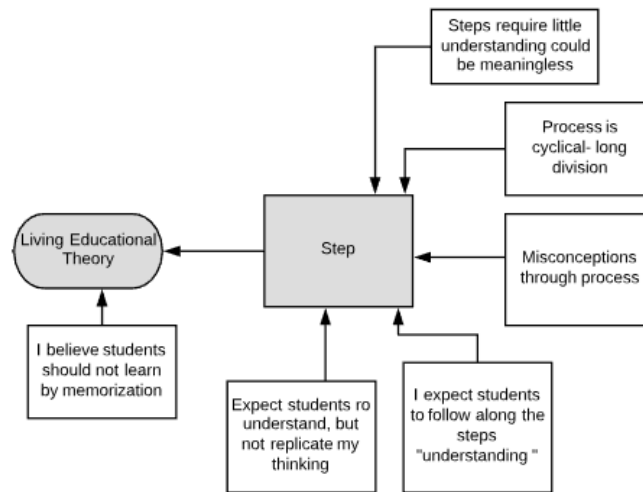 Steps require little
understanding could
be meaningless
Process is
cyclical- long
division
Living Educational
Theory
Step
Misconceptions
through process
I believe students
should not learn
by memorization
Expect students ro
understand, but
not replicate my
thinking
I expect students
to follow along the
steps
"understanding "